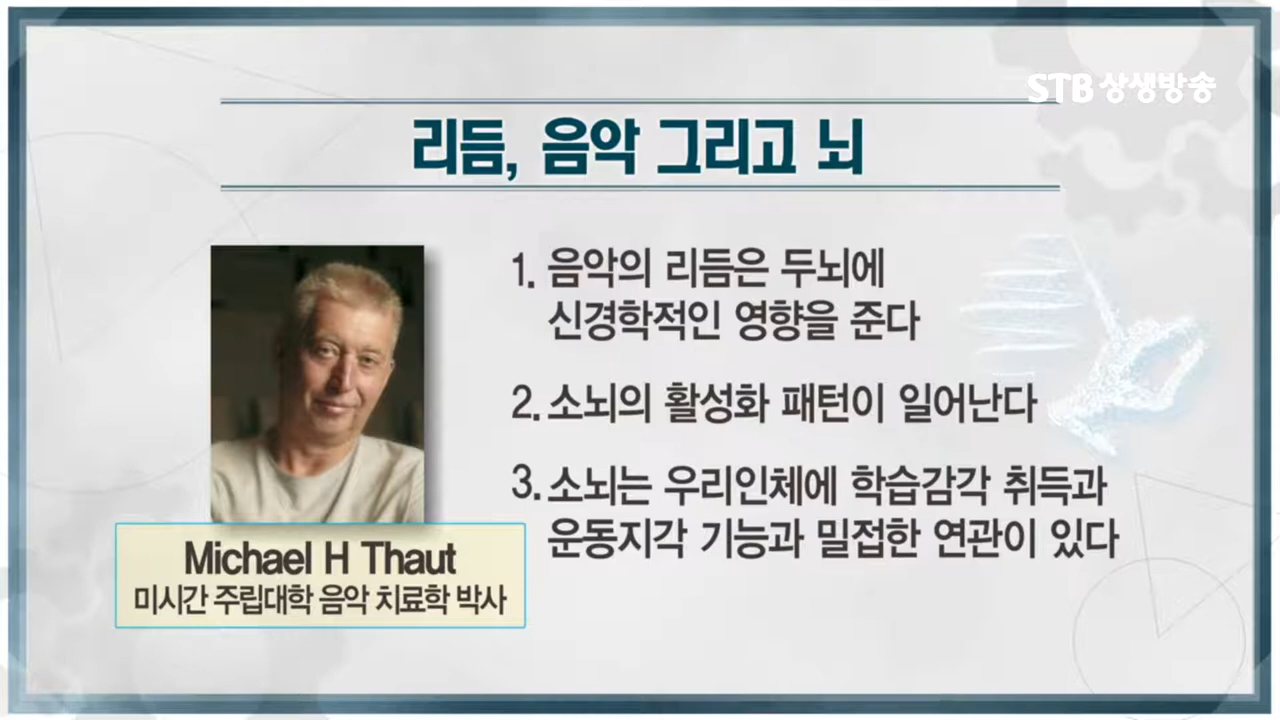 STB 상생방송
리듬, 음악 그리고 뇌
1. 음악의 리듬은 두뇌에
신경학적인 영향을 준다
2. 소뇌의 활성화 패턴이 일어난다
3. 소뇌는 우리인체에 학습감각 취득과
운동지각 기능과 밀접한 연관이 있다
Michael H Thaut
미시간 주립대학 음악 치료학 박사